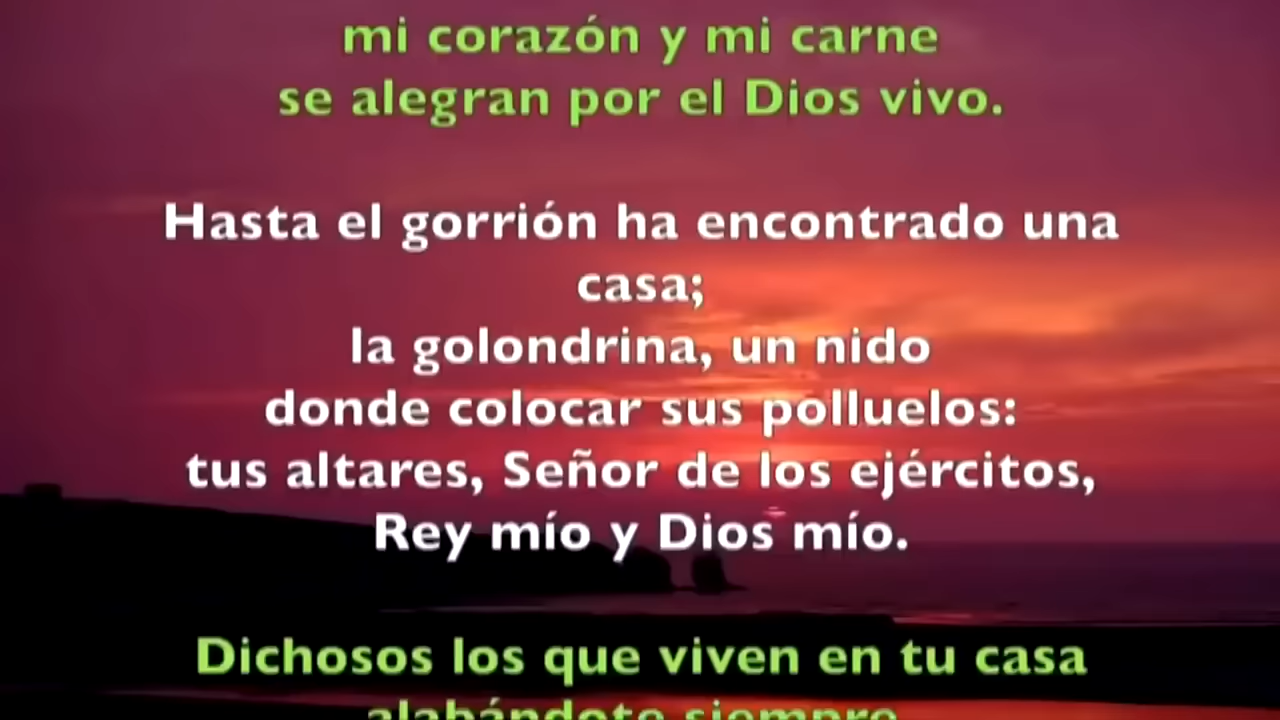 mi corazón y mi carne
se alegran por el Dios vivo.
Hasta el gorrión ha encontrado una
casa;
la golondrina, un nido
donde colocar sus polluelos:
tus altares, Señor de los ejércitos,
Rey mío y Dios mío.
Dichosos los que viven en tu casa
alabándote siempre